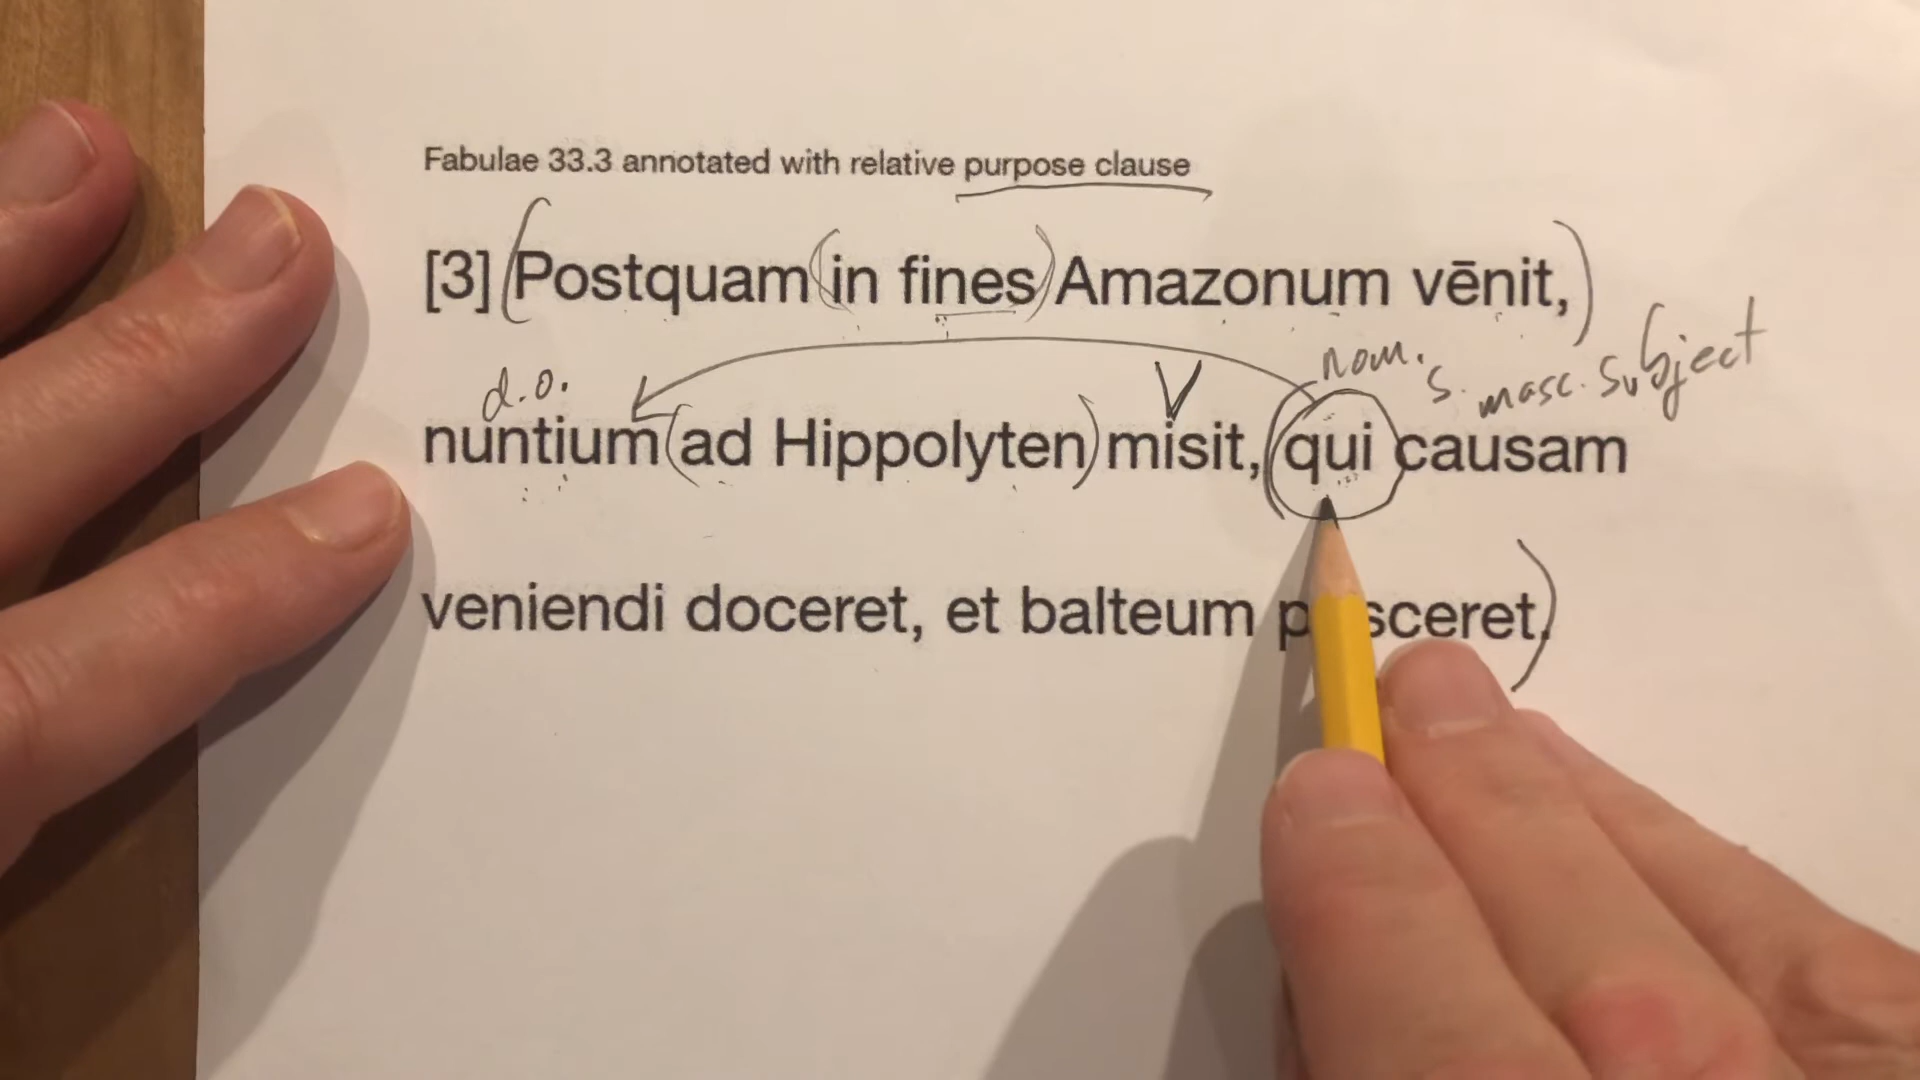 Fabulae 33.3 annotated with relative purpose clause
[3] (Postquam (in fines) Amazonum vēnit,)
d.o. V nom. s. masc. subject
nuntium (ad Hippolyten) misit, (qui causam
veniendi doceret, et balteum sceret.)